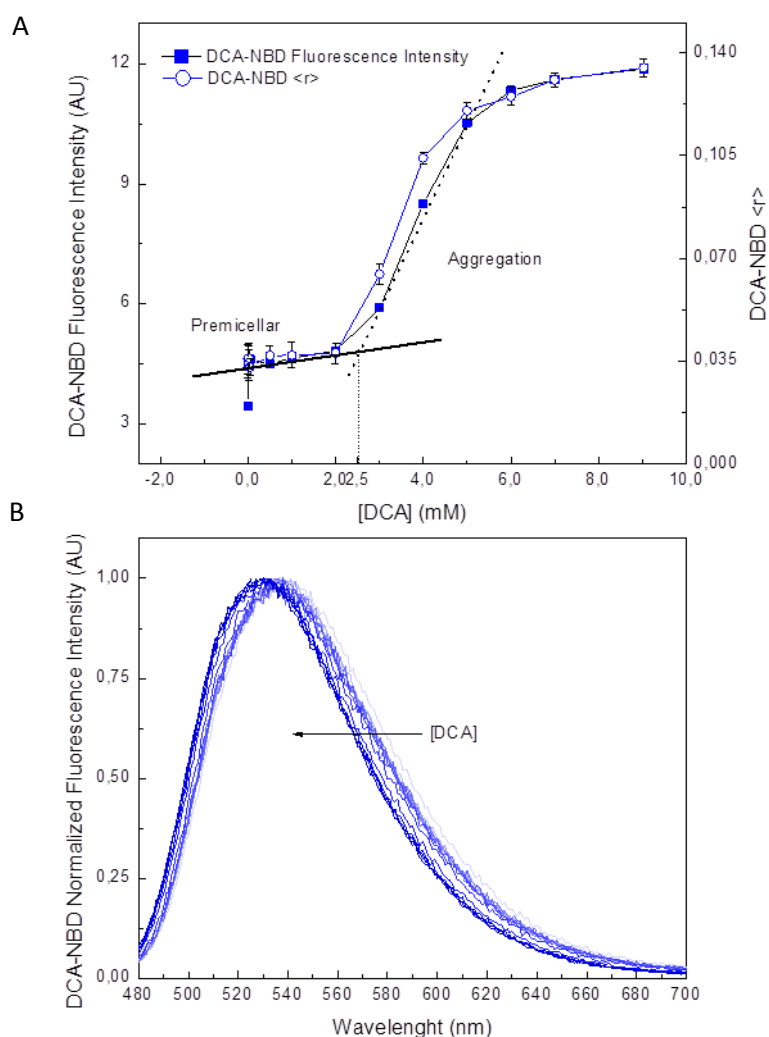 A
DCA-NBD Fluorescence Intensity
DCA-NBD <r>
12
9
6
3
DCA-NBD Fluorescence Intensity (AU)
0,140
0,105
0,070
0,035
0,000
DCA-NBD <r>
Aggregation
Premicellar
-2,0 0,0 2,0 2,5 4,0 6,0 8,0 10,0
[DCA] (mM)
B
1,00
0,75
0,50
0,25
0,00
DCA-NBD Normalized Fluorescence Intensity (AU)
[DCA]
480 500 520 540 560 580 600 620 640 660 680 700
Wavelenght (nm)